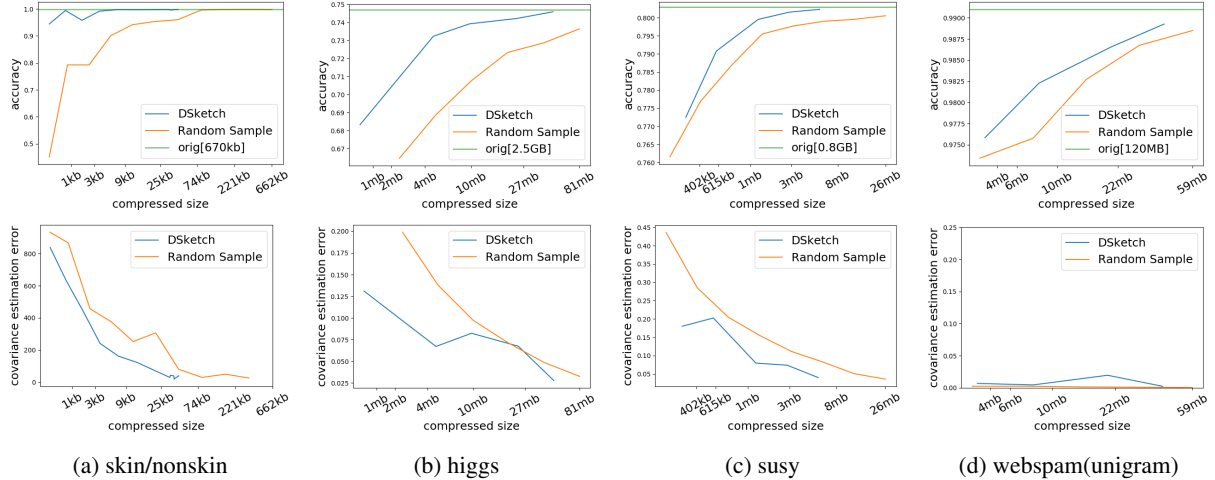 accuracy
1.0
0.9
0.8
0.7
0.6
0.5
DSketch
Random Sample
orig[670kb]
1kb 3kb 9kb 25kb 74kb 221kb 662kb
compressed size
accuracy
0.75
0.74
0.73
0.72
0.71
0.70
0.69
0.68
0.67
DSketch
Random Sample
orig[2.5GB]
1mb 2mb 4mb 10mb 27mb 81mb
compressed size
accuracy
0.800
0.795
0.790
0.785
0.780
0.775
0.770
0.765
0.760
DSketch
Random Sample
orig[0.8GB]
402kb 615kb 1mb 3mb 8mb 26mb
compressed size
accuracy
0.9900
0.9875
0.9850
0.9825
0.9800
0.9775
0.9750
DSketch
Random Sample
orig[120MB]
4mb 6mb 10mb 22mb 59mb
compressed size
covariance estimation error
800
600
400
200
0
DSketch
Random Sample
1kb 3kb 9kb 25kb 74kb 221kb 662kb
compressed size
covariance estimation error
0.200
0.175
0.150
0.125
0.100
0.075
0.050
0.025
DSketch
Random Sample
1mb 2mb 4mb 10mb 27mb 81mb
compressed size
covariance estimation error
0.45
0.40
0.35
0.30
0.25
0.20
0.15
0.10
0.05
DSketch
Random Sample
402kb 615kb 1mb 3mb 8mb 26mb
compressed size
covariance estimation error
0.25
0.20
0.15
0.10
0.05
0.00
DSketch
Random Sample
4mb 6mb 10mb 22mb 59mb
compressed size
(a) skin/nonskin
(b) higgs
(c) susy
(d) webspam(unigram)